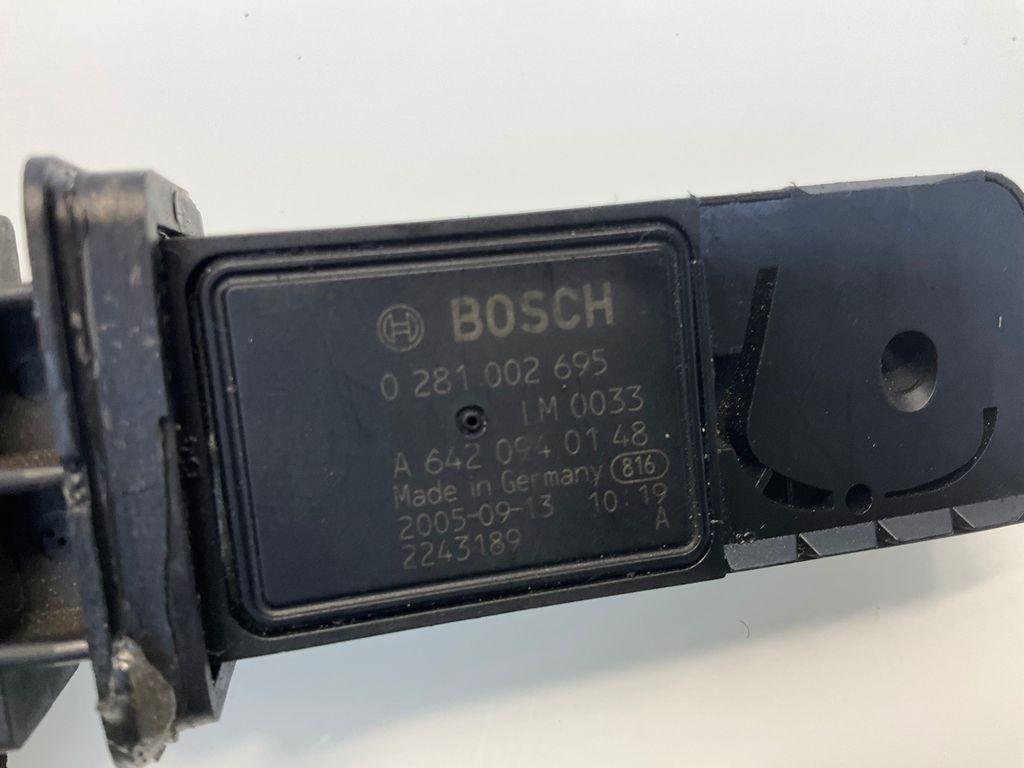 BOSCH
0 281 002 695
LM 0033
A 642 094 01 48
Made in Germany 816
2005-09-13 10:19
2243189 A